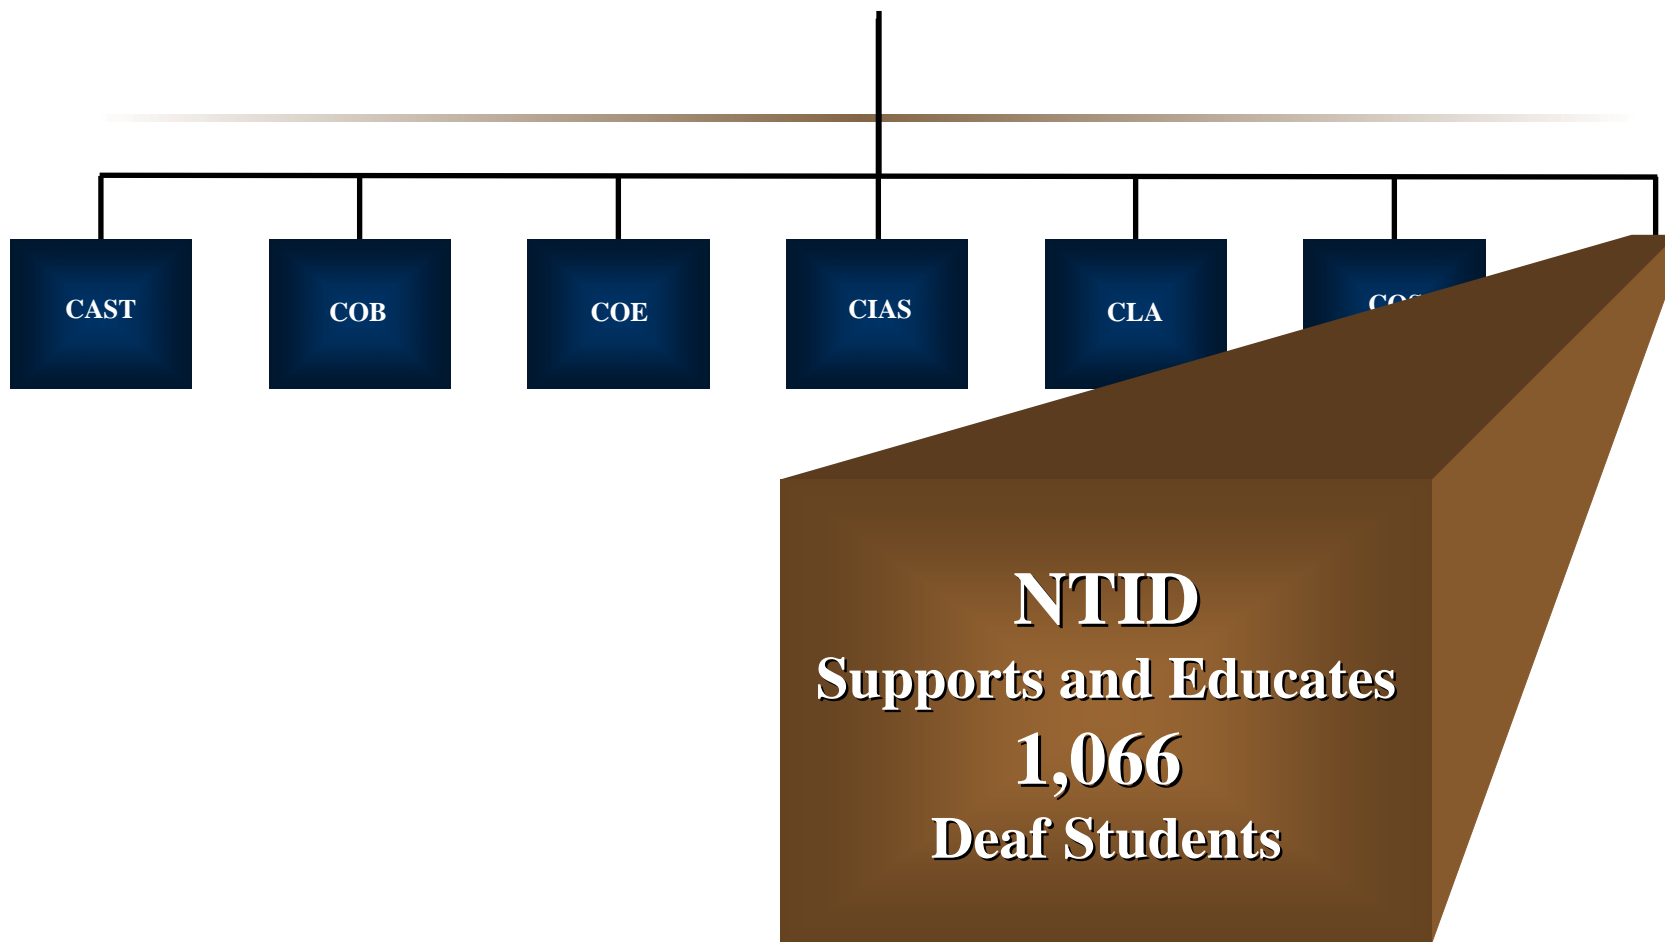 CAST
COB
COE
CIAS
CLA
NTID
Supports and Educates
1,066
Deaf Students